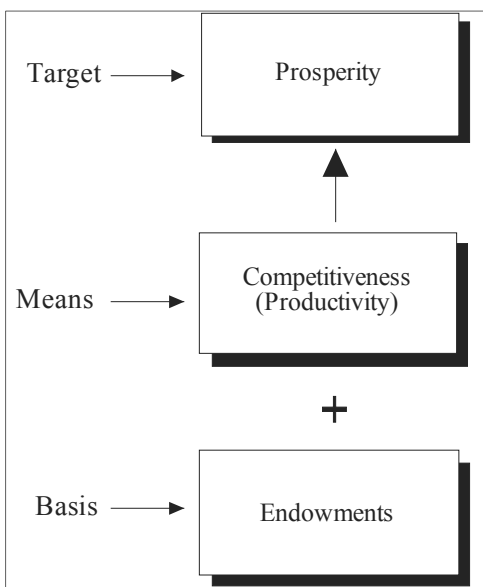 Target
Prosperity
Means
Competitiveness
(Productivity)
+
Basis
Endowments